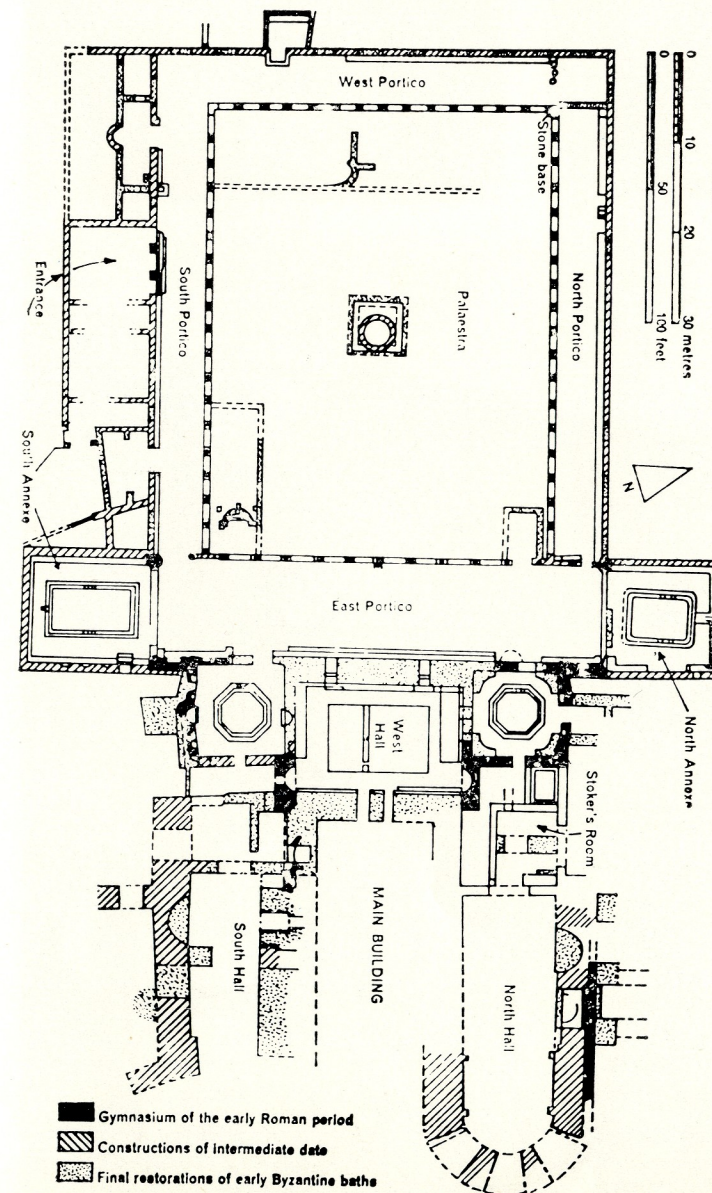 West Portico
Stone base
0
10
20
30 metres
0
50
100 feet
Entrance
South Portico
Palaestra
North Portico
N
South Annexe
East Portico
North Annexe
West Hall
Stoker's Room
South Hall
MAIN BUILDING
North Hall
Gymnasium of the early Roman period
Constructions of intermediate date
Final restorations of early Byzantine baths